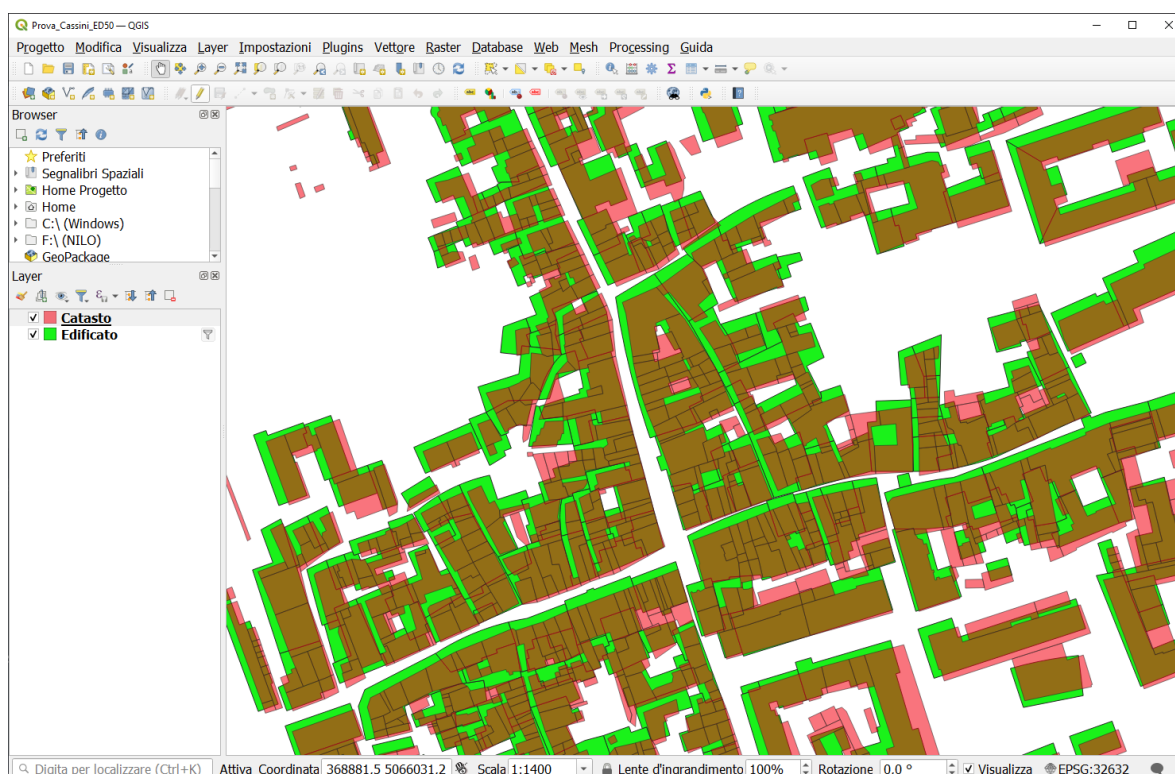 Prova_Cassini_ED50 — QGIS
Progetto Modifica Visualizza Layer Impostazioni Plugins Vettore Raster Database Web Mesh Processing Guida
Browser
Preferiti
Segnalibri Spaziali
Home Progetto
Home
C:\ (Windows)
F:\ (NILO)
GeoPackage
Layer
Catasto
Edificato
Digita per localizzare (Ctrl+K) Attiva Coordinata 368881.5 5066031.2 Scala 1:1400 Lente d'ingrandimento 100% Rotazione 0.0 ° Visualizza EPSG:32632